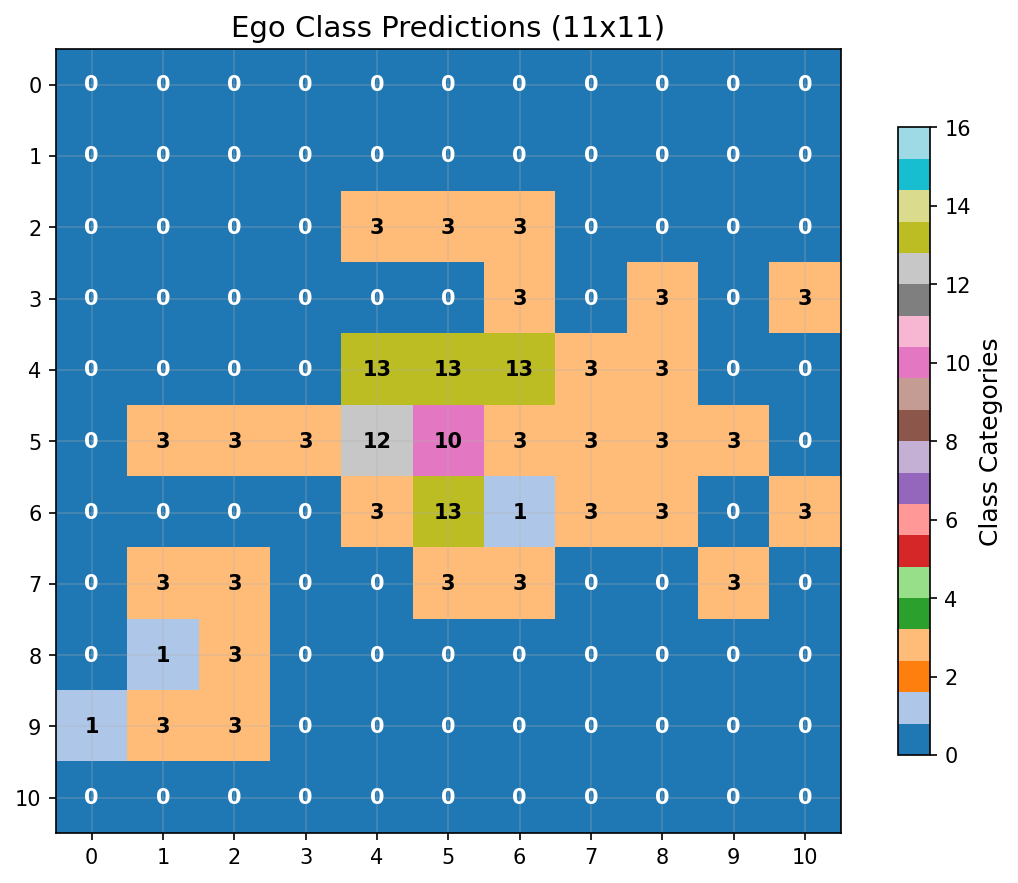 Ego Class Predictions (11x11)
0 0 0 0 0 0 0 0 0 0 0 0
1 0 0 0 0 0 0 0 0 0 0 0
2 0 0 0 0 3 3 3 0 0 0 0
3 0 0 0 0 0 0 3 0 3 0 3
4 0 0 0 0 13 13 13 3 3 0 0
5 0 3 3 3 12 10 3 3 3 3 0
6 0 0 0 0 3 13 1 3 3 0 3
7 0 3 3 0 0 3 3 0 0 3 0
8 0 1 3 0 0 0 0 0 0 0 0
9 1 3 3 0 0 0 0 0 0 0 0
10 0 0 0 0 0 0 0 0 0 0 0
0 1 2 3 4 5 6 7 8 9 10
16
14
12
10
8
6
4
2
0
Class Categories